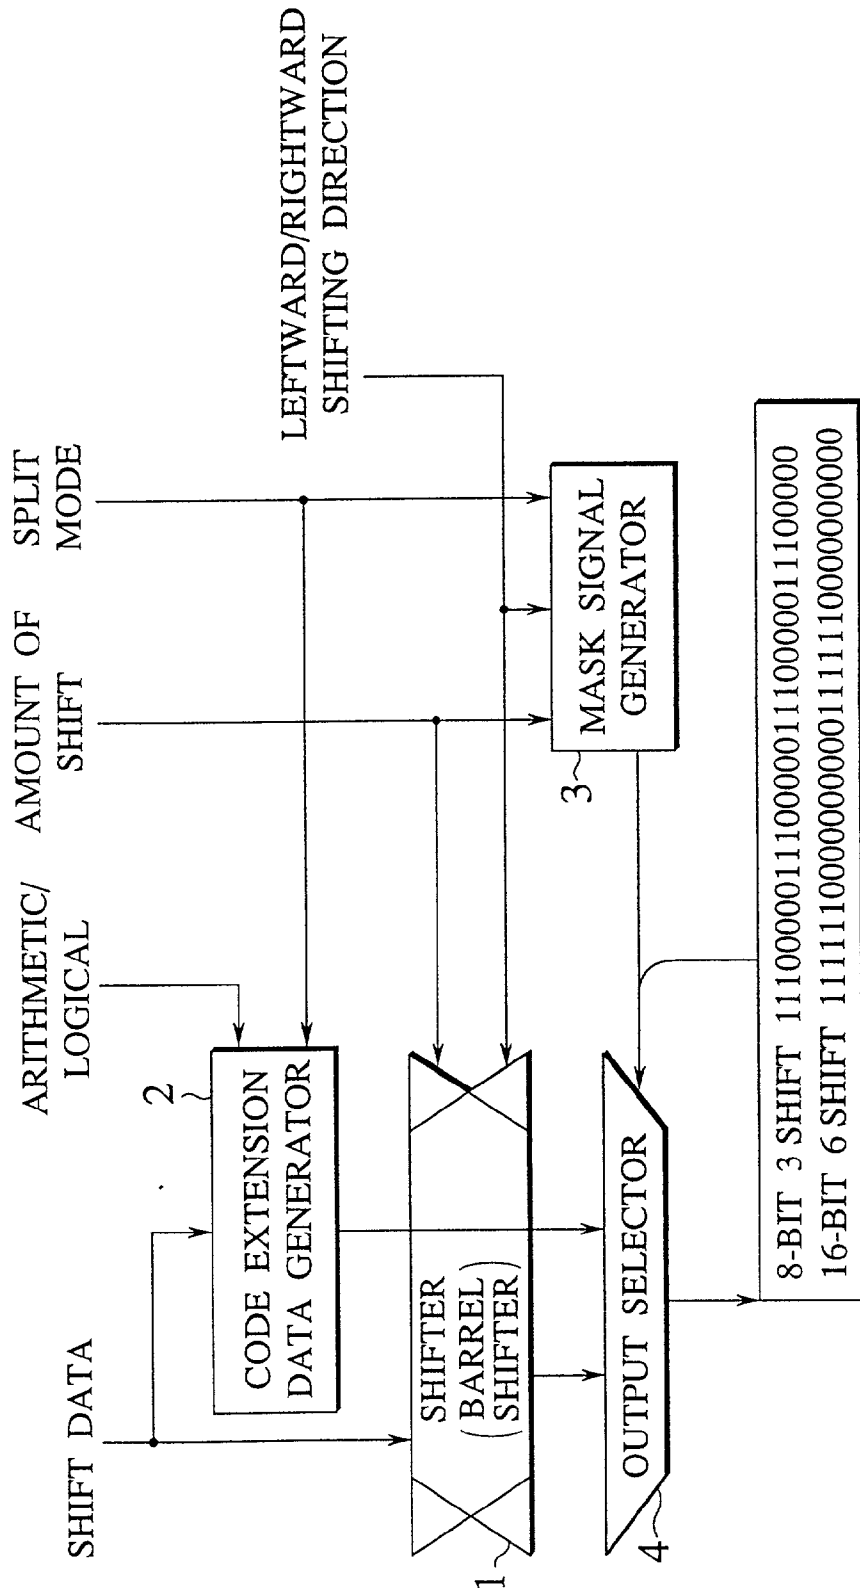 SHIFT DATA
ARITHMETIC/
LOGICAL
AMOUNT OF
SHIFT
SPLIT
MODE
LEFTWARD/RIGHTWARD
SHIFTING DIRECTION
2
CODE EXTENSION
DATA GENERATOR
1
SHIFTER
(BARREL
SHIFTER)
3
MASK SIGNAL
GENERATOR
4
OUTPUT SELECTOR
8-BIT 3 SHIFT 11100000111000001110000011100000
16-BIT 6 SHIFT 11111100000000001111110000000000